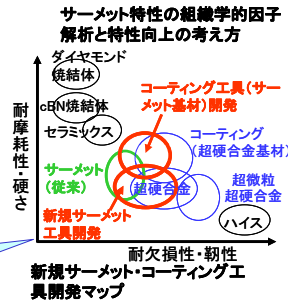 サーメット特性の組織学的因子
解析と特性向上の考え方
ダイヤモンド
焼結体
コーティング工具(サー
メット基材)開発
cBN焼結体
セラミックス
コーティング
(超硬合金基材)
サーメット
(従来)
超硬合金
超微粒
超硬合金
新規サーメット
工具開発
ハイス
耐摩耗性・硬さ
耐欠損性・靭性
新規サーメット・コーティングエ
具開発マップ